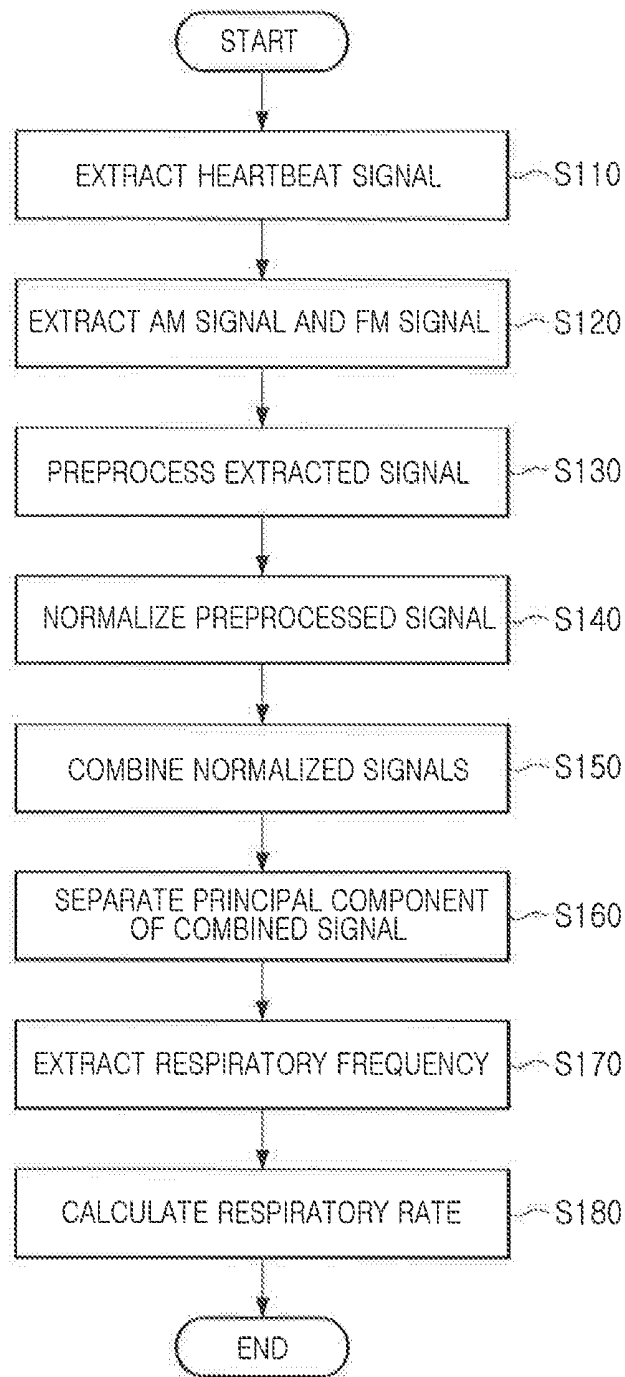 START
EXTRACT HEARTBEAT SIGNAL
S110
EXTRACT AM SIGNAL AND FM SIGNAL
S120
PREPROCESS EXTRACTED SIGNAL
S130
NORMALIZE PREPROCESSED SIGNAL
S140
COMBINE NORMALIZED SIGNALS
S150
SEPARATE PRINCIPAL COMPONENT
OF COMBINED SIGNAL
S160
EXTRACT RESPIRATORY FREQUENCY
S170
CALCULATE RESPIRATORY RATE
S180
END